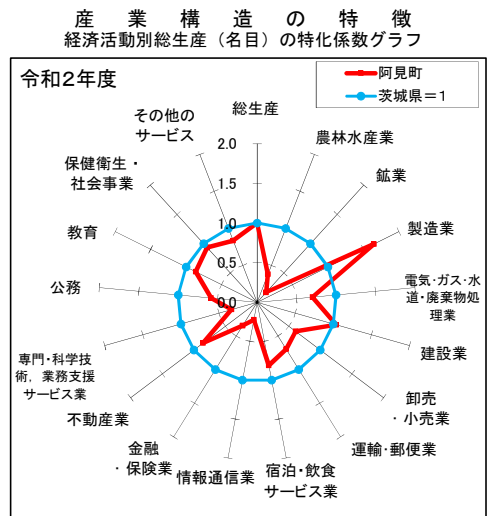 産業構造の特徴
経済活動別総生産（名目）の特化係数グラフ
令和2年度
阿見町
茨城県＝1
総生産
農林水産業
鉱業
製造業
電気･ガス･水
道･廃棄物処
理業
建設業
卸売
・小売業
運輸･郵便業
宿泊・飲食
サービス業
情報通信業
金融
・保険業
不動産業
専門・科学技
術，業務支援
サービス業
公務
教育
保健衛生・
社会事業
その他の
サービス
2.0
1.5
1.0
0.5
0.0